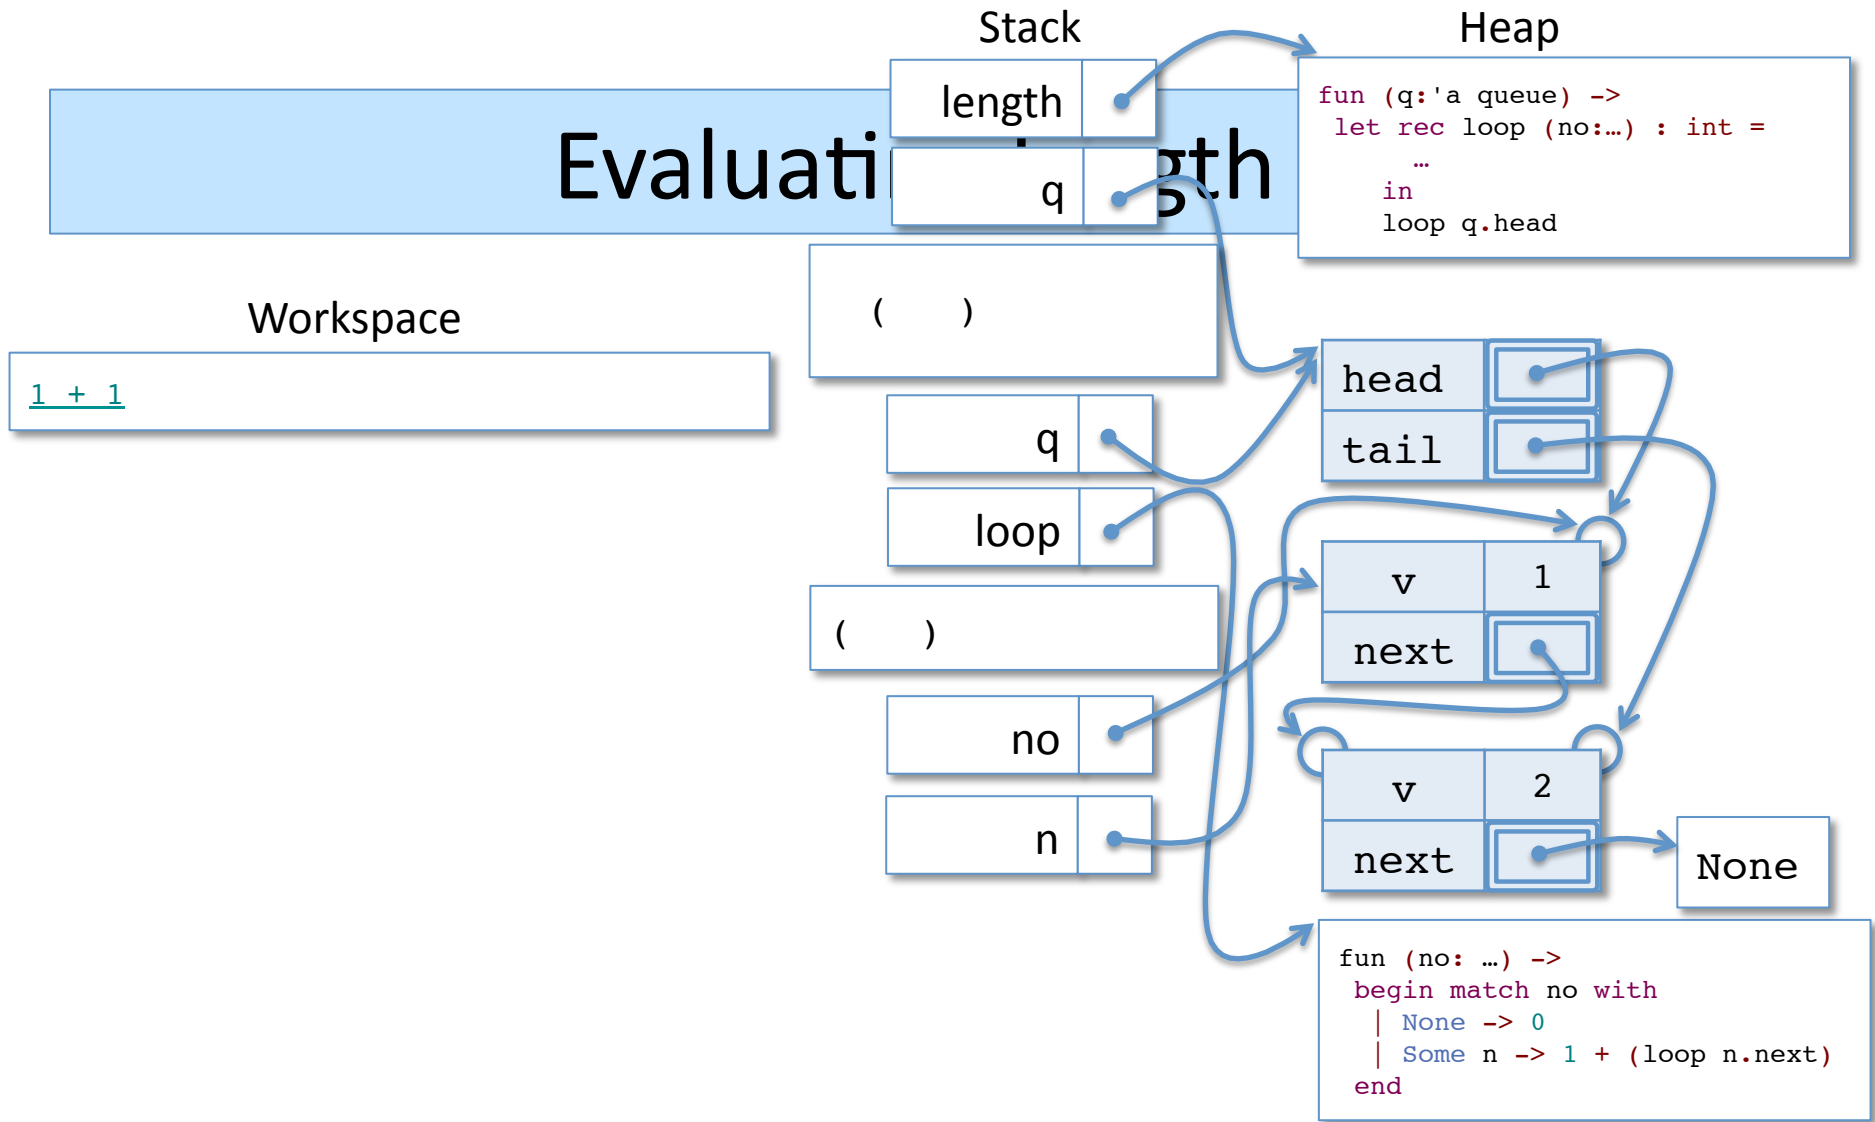 Stack
Heap
length
fun (q:'a queue) ->
let rec loop (no:…) : int =
…
in
loop q.head
gth
q
( )
Workspace
1 + 1
head
tail
q
loop
v 1
next
( )
no
v 2
n
next
None
fun (no: …) ->
begin match no with
| None -> 0
| Some n -> 1 + (loop n.next)
end